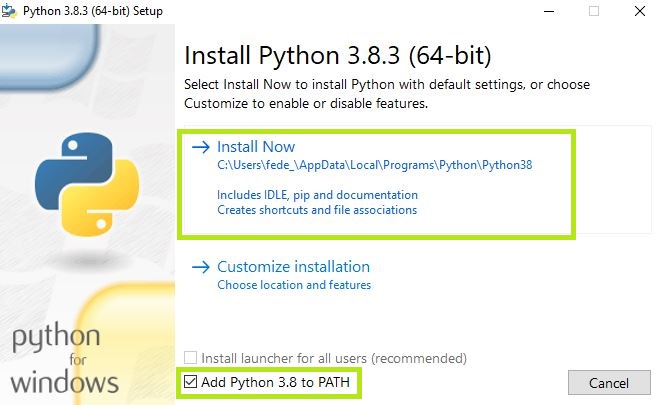 Python 3.8.3 (64-bit) Setup
Install Python 3.8.3 (64-bit)
Select Install Now to install Python with default settings, or choose
Customize to enable or disable features.
Install Now
C:\Users\fede_\AppData\Local\Programs\Python\Python38
Includes IDLE, pip and documentation
Creates shortcuts and file associations
Customize installation
Choose location and features
python
for
windows
Install launcher for all users (recommended)
Add Python 3.8 to PATH
Cancel